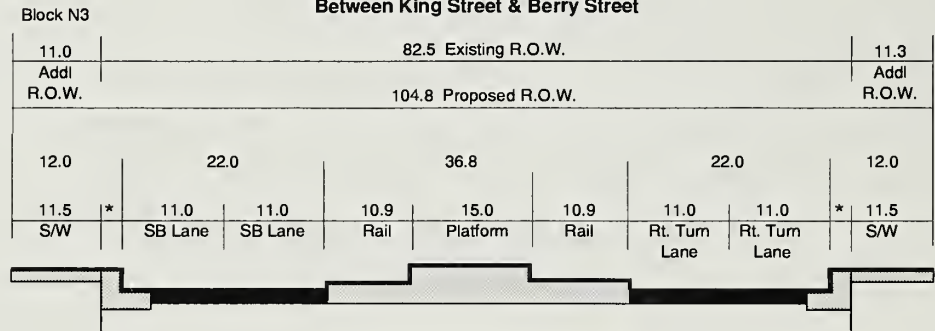 Between King Street & Berry Street
Block N3
11.0 82.5 Existing R.O.W. 11.3
Addl Addl
R.O.W. 104.8 Proposed R.O.W. R.O.W.
12.0 22.0 36.8 22.0 12.0
11.5 * 11.0 11.0 10.9 15.0 10.9 11.0 11.0 * 11.5
S/W SB Lane SB Lane Rail Platform Rail Rt. Turn Rt. Turn S/W
Lane Lane